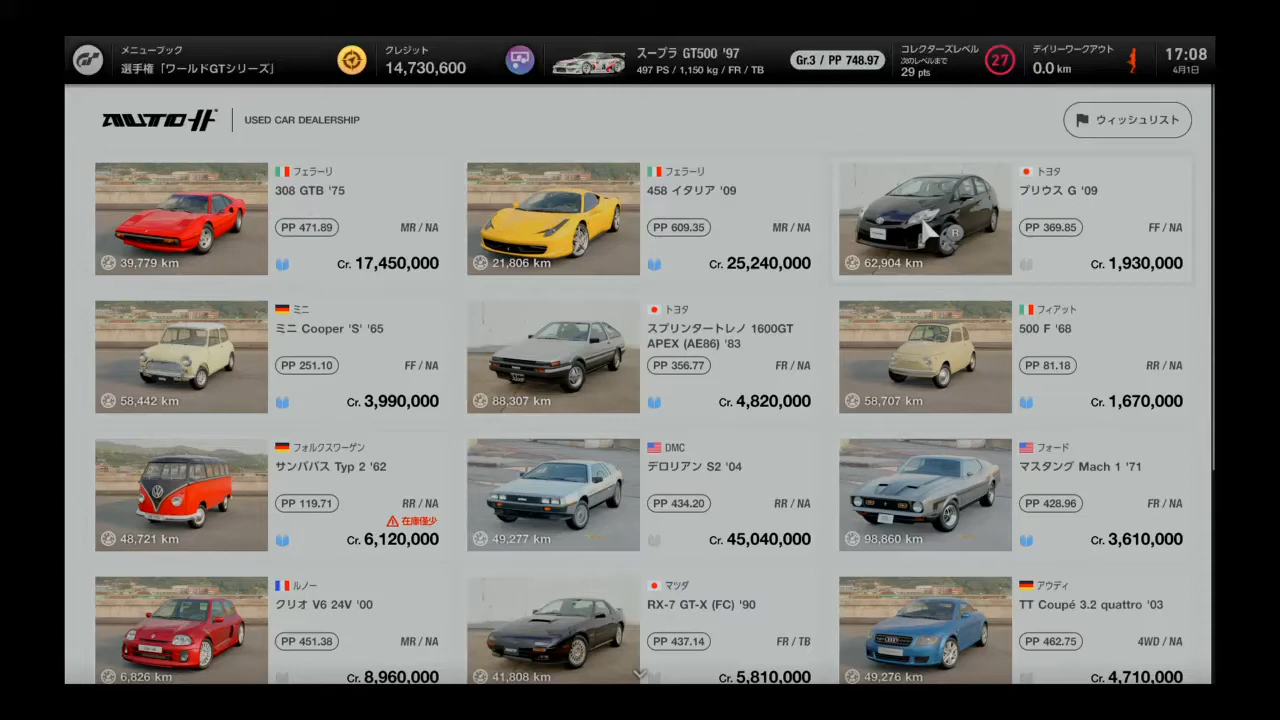 メニューブック
選手権「ワールドGTシリーズ」
クレジット
14,730,600
スープラ GT500 '97
497 PS / 1,150 kg / FR / TB
Gr.3 / PP 748.97
コレクターズレベル
次のレベルまで
29 pts
27
デイリーワークアウト
0.0 km
17:08
4月1日
AUTO
USED CAR DEALERSHIP
ウィッシュリスト
フェラーリ
308 GTB '75
PP 471.89
MR / NA
39,779 km
Cr. 17,450,000
フェラーリ
458 イタリア '09
PP 609.35
MR / NA
21,806 km
Cr. 25,240,000
トヨタ
プリウス G '09
PP 369.85
FF / NA
R
62,904 km
Cr. 1,930,000
ミニ
ミニ Cooper 'S' '65
PP 251.10
FF / NA
58,442 km
Cr. 3,990,000
トヨタ
スプリンタートレノ 1600GT
APEX (AE86) '83
PP 356.77
FR / NA
88,307 km
Cr. 4,820,000
フィアット
500 F '68
PP 81.18
RR / NA
58,707 km
Cr. 1,670,000
フォルクスワーゲン
サンババス Typ 2 '62
PP 119.71
RR / NA
在庫僅少
48,721 km
Cr. 6,120,000
DMC
デロリアン S2 '04
PP 434.20
RR / NA
49,277 km
Cr. 45,040,000
フォード
マスタング Mach 1 '71
PP 428.96
FR / NA
98,860 km
Cr. 3,610,000
ルノー
クリオ V6 24V '00
PP 451.38
MR / NA
6,826 km
Cr. 8,960,000
マツダ
RX-7 GT-X (FC) '90
PP 437.14
FR / TB
41,808 km
Cr. 5,810,000
アウディ
TT Coupé 3.2 quattro '03
PP 462.75
4WD / NA
49,276 km
Cr. 4,710,000